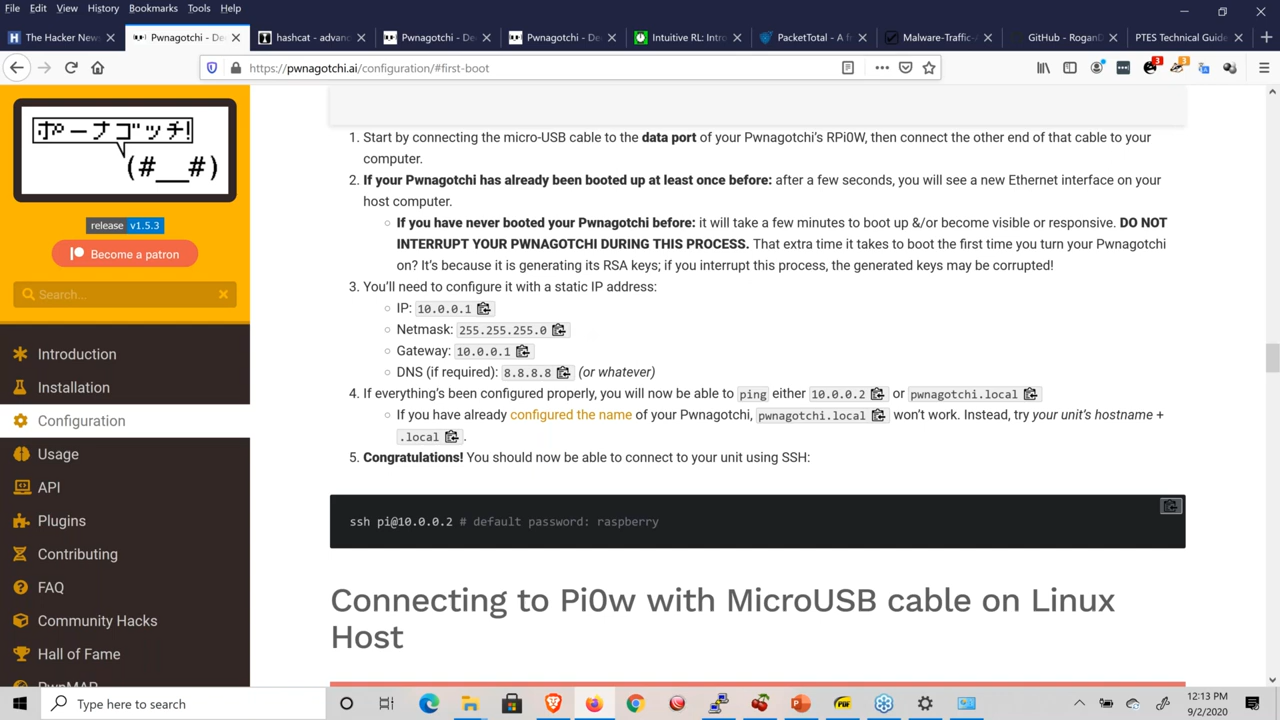 File Edit View History Bookmarks Tools Help
The Hacker News
Pwnagotchi - De
hashcat - advanc
Pwnagotchi - De
Pwnagotchi - De
Intuitive RL: Intro
PacketTotal - A fr
Malware-Traffic-A
GitHub - RoganD
PTES Technical Guide
https://pwnagotchi.ai/configuration/#first-boot
3
3
ポーナゴッチ!
(#__#)
release v1.5.3
Become a patron
Search...
Introduction
Installation
Configuration
Usage
API
Plugins
Contributing
FAQ
Community Hacks
Hall of Fame
PwnMAP
1. Start by connecting the micro-USB cable to the data port of your Pwnagotchi's RPi0W, then connect the other end of that cable to your
computer.
2. If your Pwnagotchi has already been booted up at least once before: after a few seconds, you will see a new Ethernet interface on your
host computer.
If you have never booted your Pwnagotchi before: it will take a few minutes to boot up &/or become visible or responsive. DO NOT
INTERRUPT YOUR PWNAGOTCHI DURING THIS PROCESS. That extra time it takes to boot the first time you turn your Pwnagotchi
on? It's because it is generating its RSA keys; if you interrupt this process, the generated keys may be corrupted!
3. You'll need to configure it with a static IP address:
IP: 10.0.0.1
Netmask: 255.255.255.0
Gateway: 10.0.0.1
DNS (if required): 8.8.8.8 (or whatever)
4. If everything's been configured properly, you will now be able to ping either 10.0.0.2 or pwnagotchi.local
If you have already configured the name of your Pwnagotchi, pwnagotchi.local won't work. Instead, try your unit's hostname +
.local .
5. Congratulations! You should now be able to connect to your unit using SSH:
ssh pi@10.0.0.2 # default password: raspberry
Connecting to Pi0w with MicroUSB cable on Linux
Host
Type here to search
12:13 PM
9/2/2020